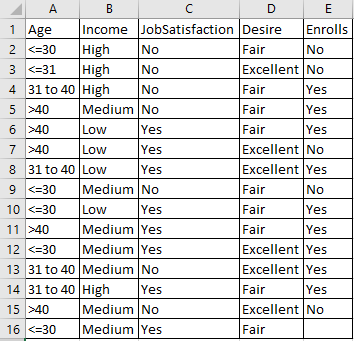 A B C D E
1 Age Income JobSatisfaction Desire Enrolls
2 <=30 High No Fair No
3 <=31 High No Excellent No
4 31 to 40 High No Fair Yes
5 >40 Medium No Fair Yes
6 >40 Low Yes Fair Yes
7 >40 Low Yes Excellent No
8 31 to 40 Low Yes Excellent Yes
9 <=30 Medium No Fair No
10 <=30 Low Yes Fair Yes
11 >40 Medium Yes Fair Yes
12 <=30 Medium Yes Excellent Yes
13 31 to 40 Medium No Excellent Yes
14 31 to 40 High Yes Fair Yes
15 >40 Medium No Excellent No
16 <=30 Medium Yes Fair